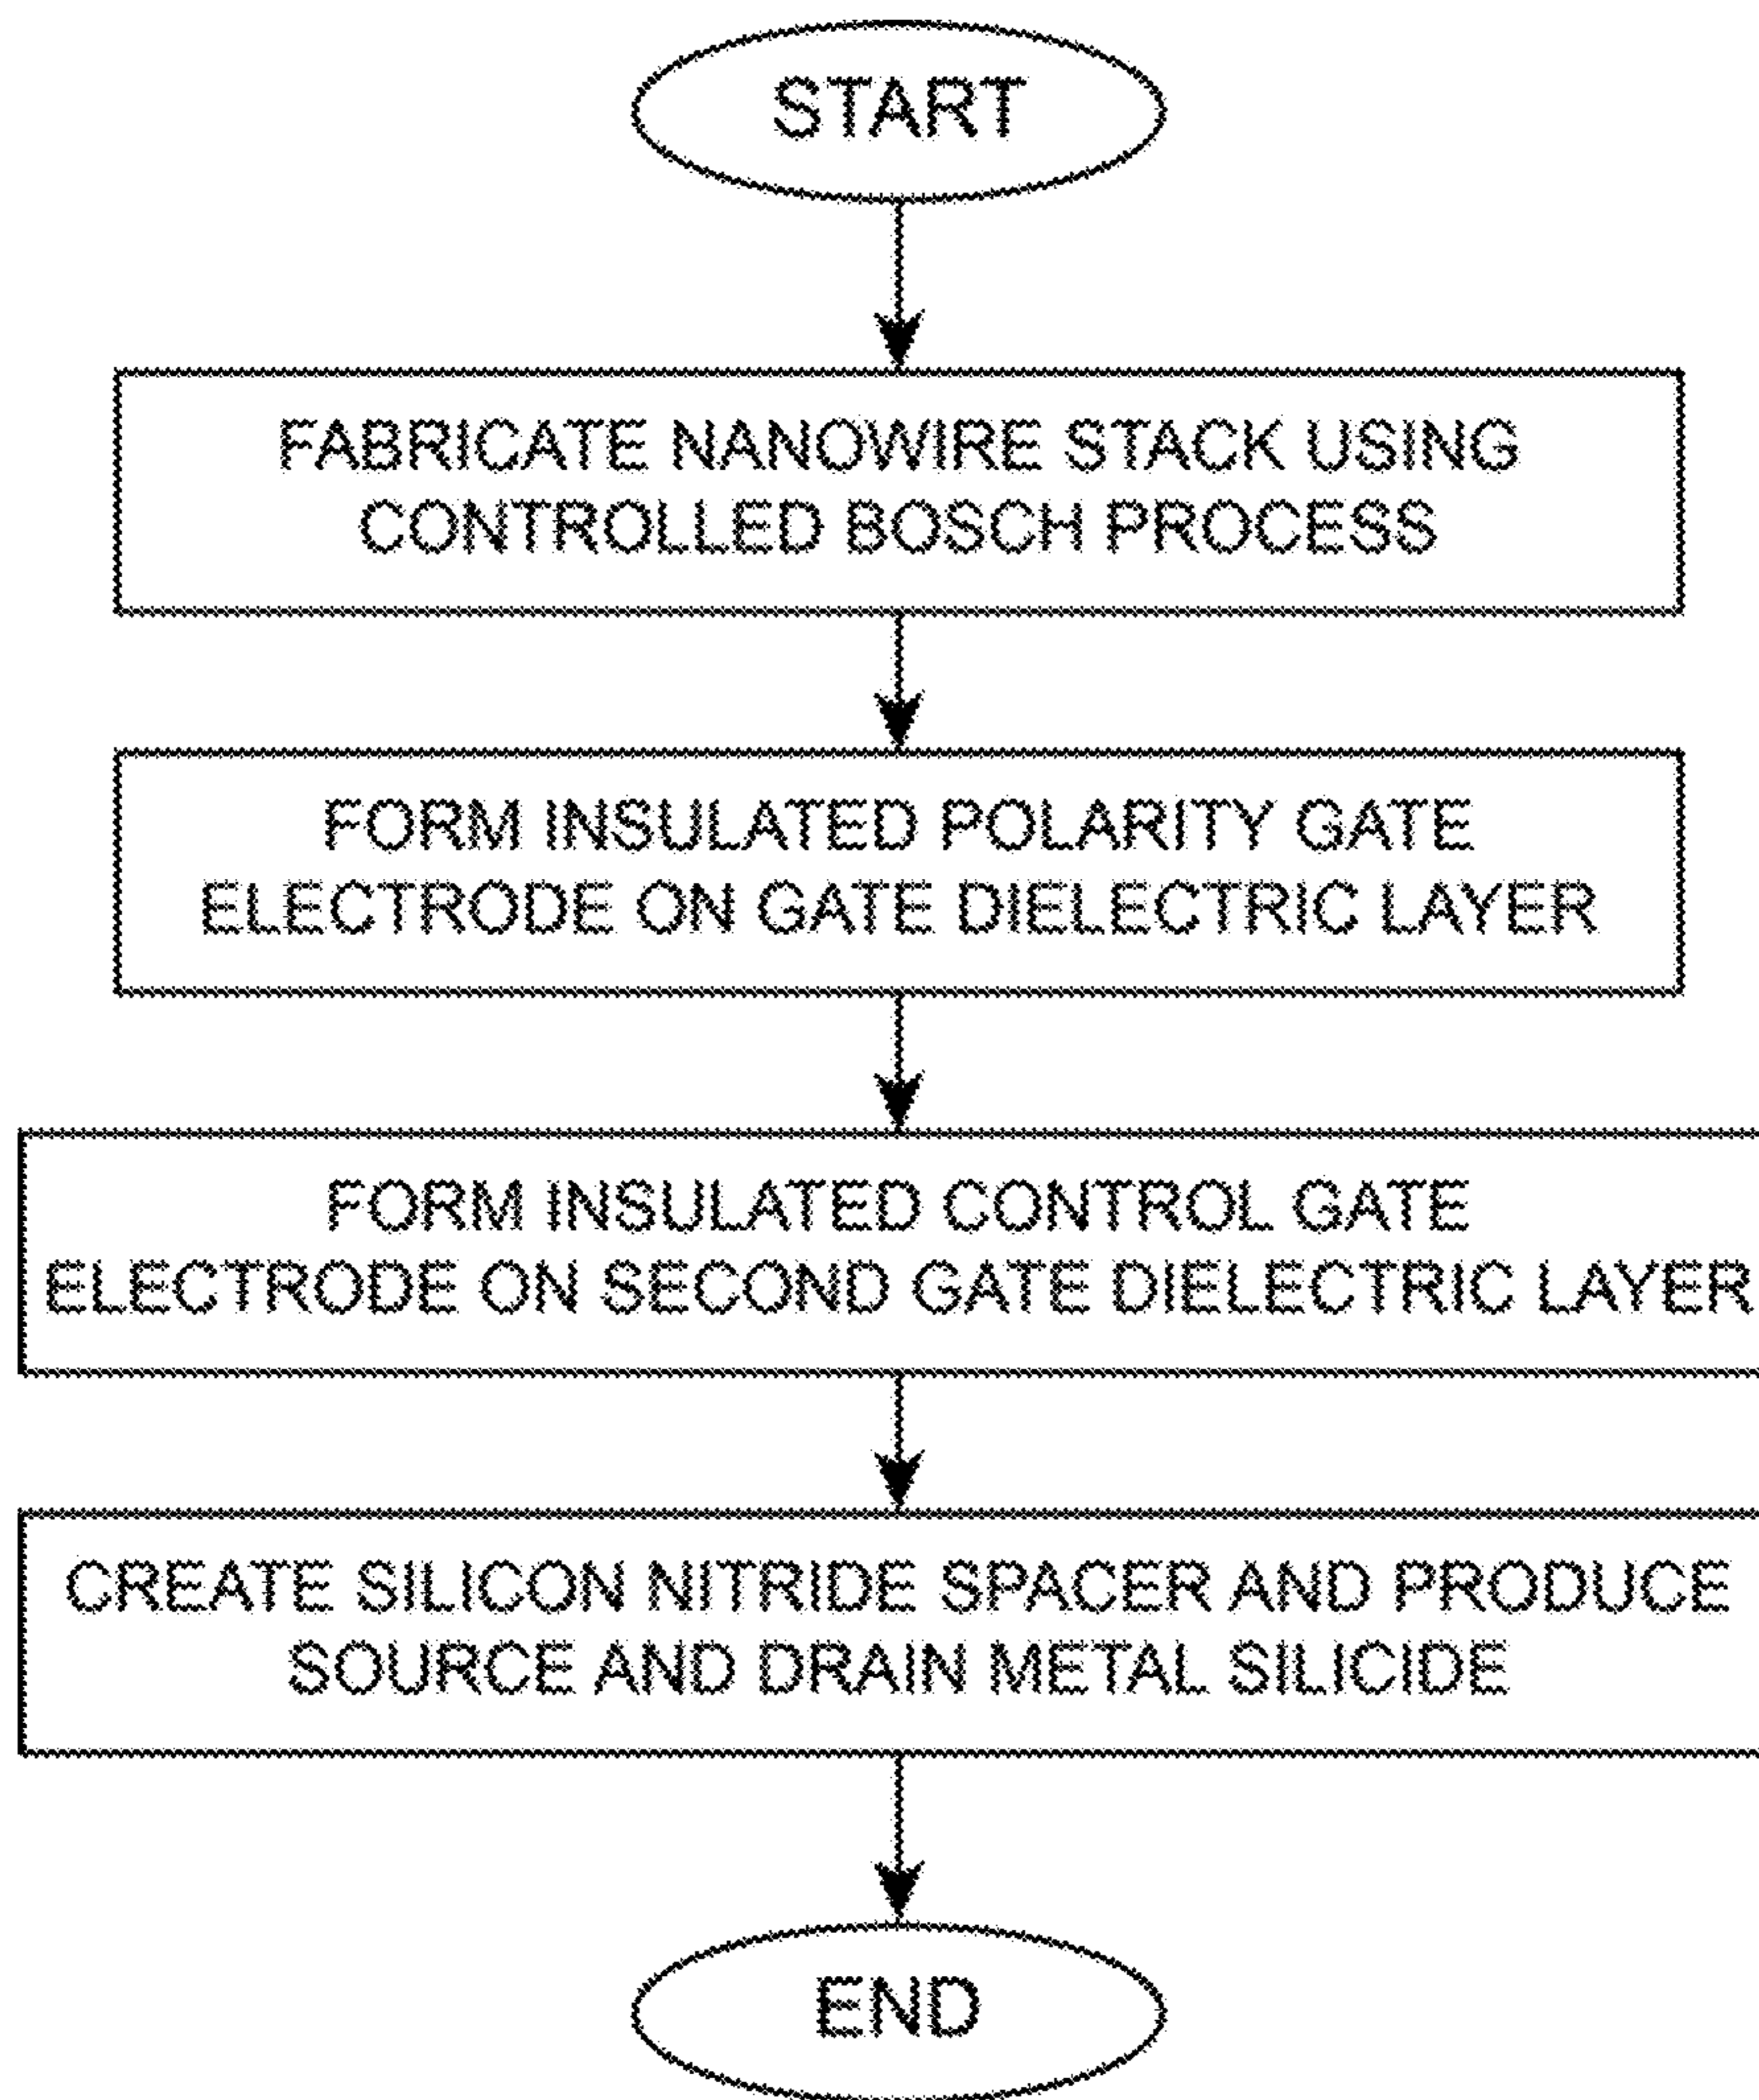 START
FABRICATE NANOWIRE STACK USING
CONTROLLED BOSCH PROCESS
FORM INSULATED POLARITY GATE
ELECTRODE ON GATE DIELECTRIC LAYER
FORM INSULATED CONTROL GATE
ELECTRODE ON SECOND GATE DIELECTRIC LAYER
CREATE SILICON NITRIDE SPACER AND PRODUCE
SOURCE AND DRAIN METAL SILICIDE
END